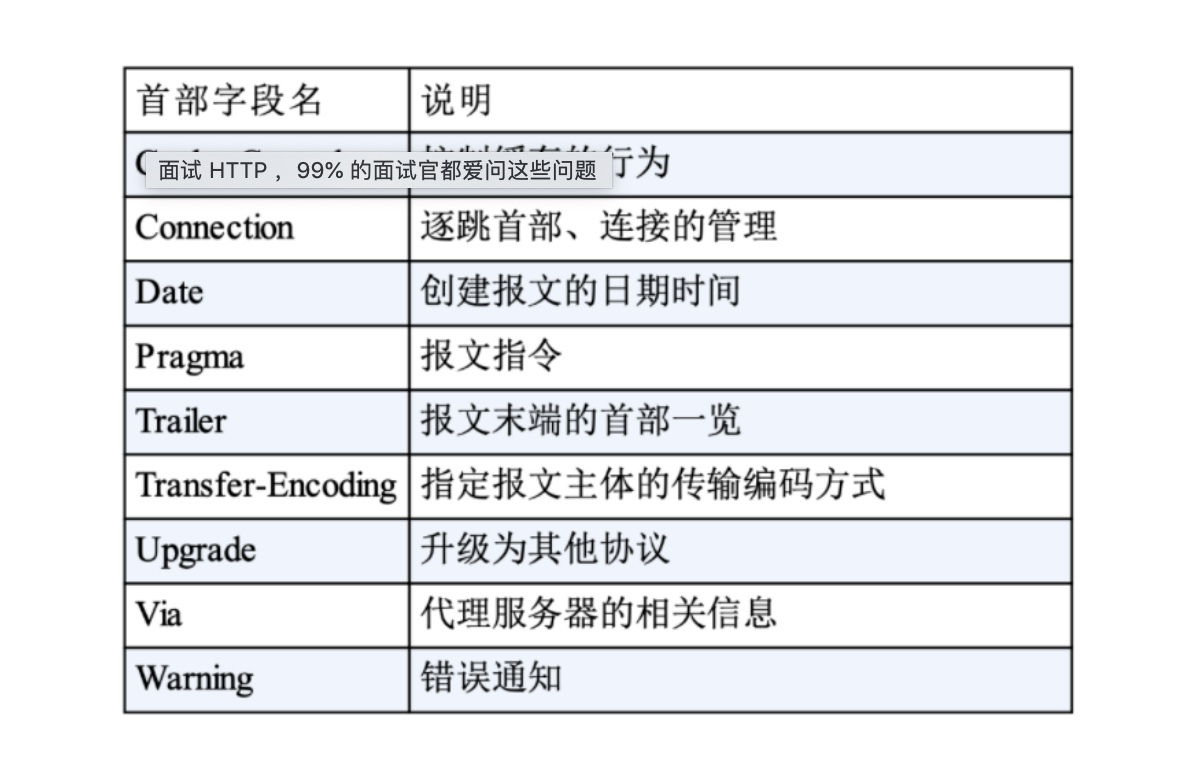 首部字段名 说明
面试 HTTP ，99% 的面试官都爱问这些问题 行为
Connection 逐跳首部、连接的管理
Date 创建报文的日期时间
Pragma 报文指令
Trailer 报文末端的首部一览
Transfer-Encoding 指定报文主体的传输编码方式
Upgrade 升级为其他协议
Via 代理服务器的相关信息
Warning 错误通知